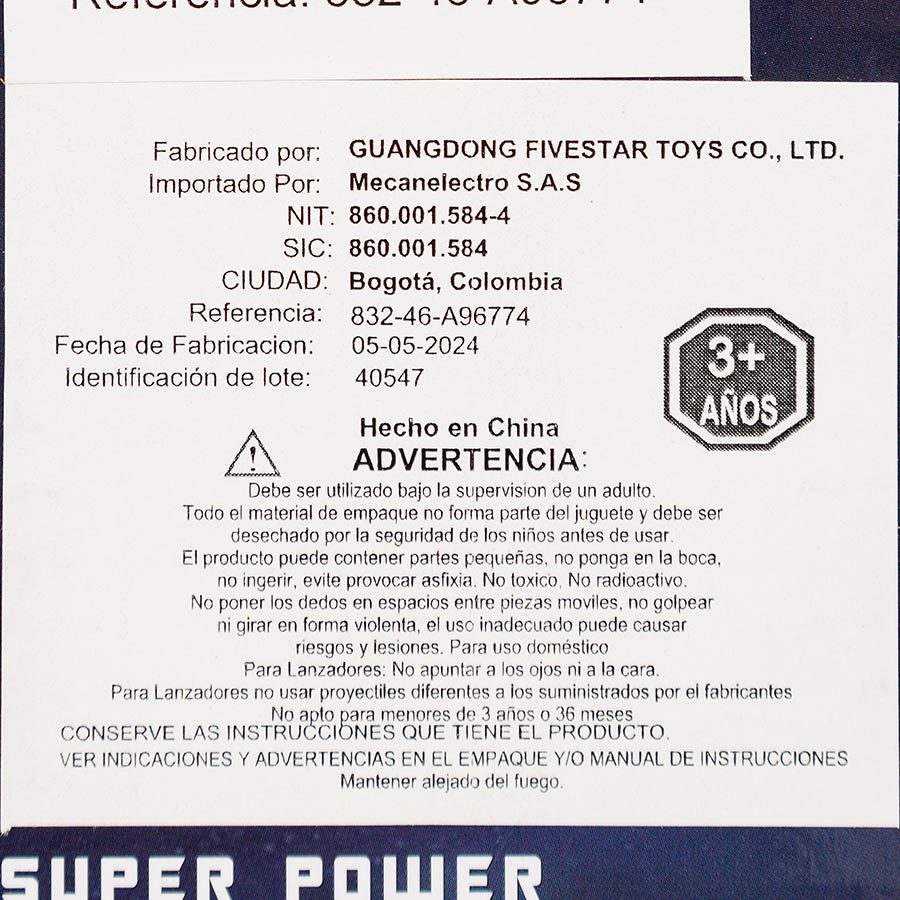 Referencia: 832-46-A96774
Fabricado por: GUANGDONG FIVESTAR TOYS CO., LTD.
Importado Por: Mecanelectro S.A.S
NIT: 860.001.584-4
SIC: 860.001.584
CIUDAD: Bogotá, Colombia
Referencia: 832-46-A96774
Fecha de Fabricacion: 05-05-2024
Identificación de lote: 40547
3+
AÑOS
Hecho en China
ADVERTENCIA:
Debe ser utilizado bajo la supervision de un adulto.
Todo el material de empaque no forma parte del juguete y debe ser
desechado por la seguridad de los niños antes de usar.
El producto puede contener partes pequeñas, no ponga en la boca,
no ingerir, evite provocar asfixia. No toxico, No radioactivo.
No poner los dedos en espacios entre piezas moviles, no golpear
ni girar en forma violenta, el uso inadecuado puede causar
riesgos y lesiones. Para uso doméstico
Para Lanzadores: No apuntar a los ojos ni a la cara.
Para Lanzadores no usar proyectiles diferentes a los suministrados por el fabricantes
No apto para menores de 3 años o 36 meses
CONSERVE LAS INSTRUCCIONES QUE TIENE EL PRODUCTO.
VER INDICACIONES Y ADVERTENCIAS EN EL EMPAQUE Y/O MANUAL DE INSTRUCCIONES
Mantener alejado del fuego.
SUPER POWER